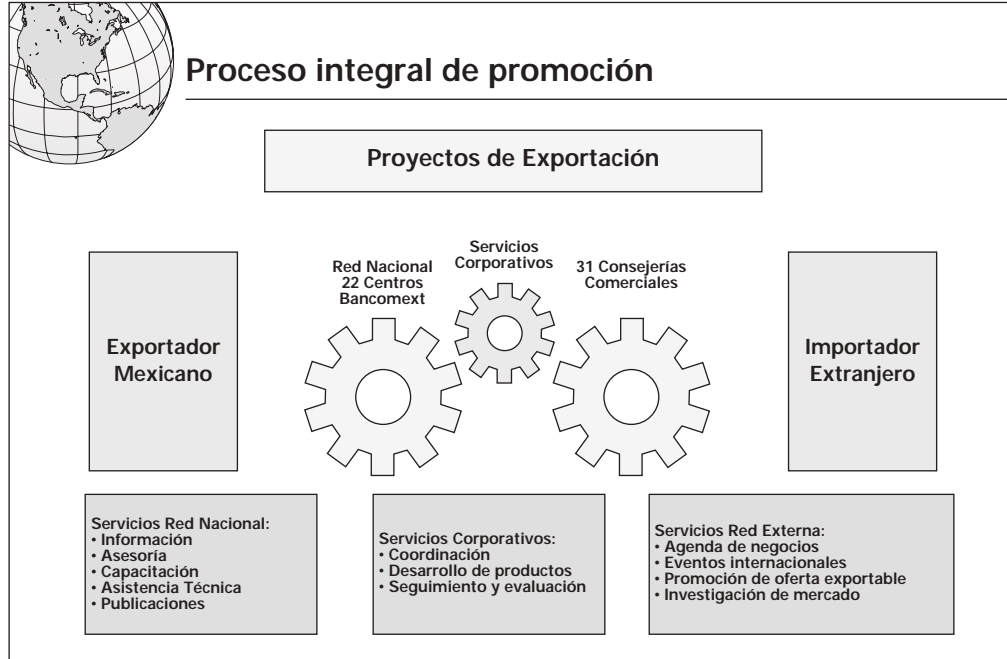 Proceso integral de promoción
Proyectos de Exportación
Exportador
Mexicano
Red Nacional
22 Centros
Bancomext
Servicios
Corporativos
31 Consejerías
Comerciales
Importador
Extranjero
Servicios Red Nacional:
• Información
• Asesoría
• Capacitación
• Asistencia Técnica
• Publicaciones
Servicios Corporativos:
• Coordinación
• Desarrollo de productos
• Seguimiento y evaluación
Servicios Red Externa:
• Agenda de negocios
• Eventos internacionales
• Promoción de oferta exportable
• Investigación de mercado